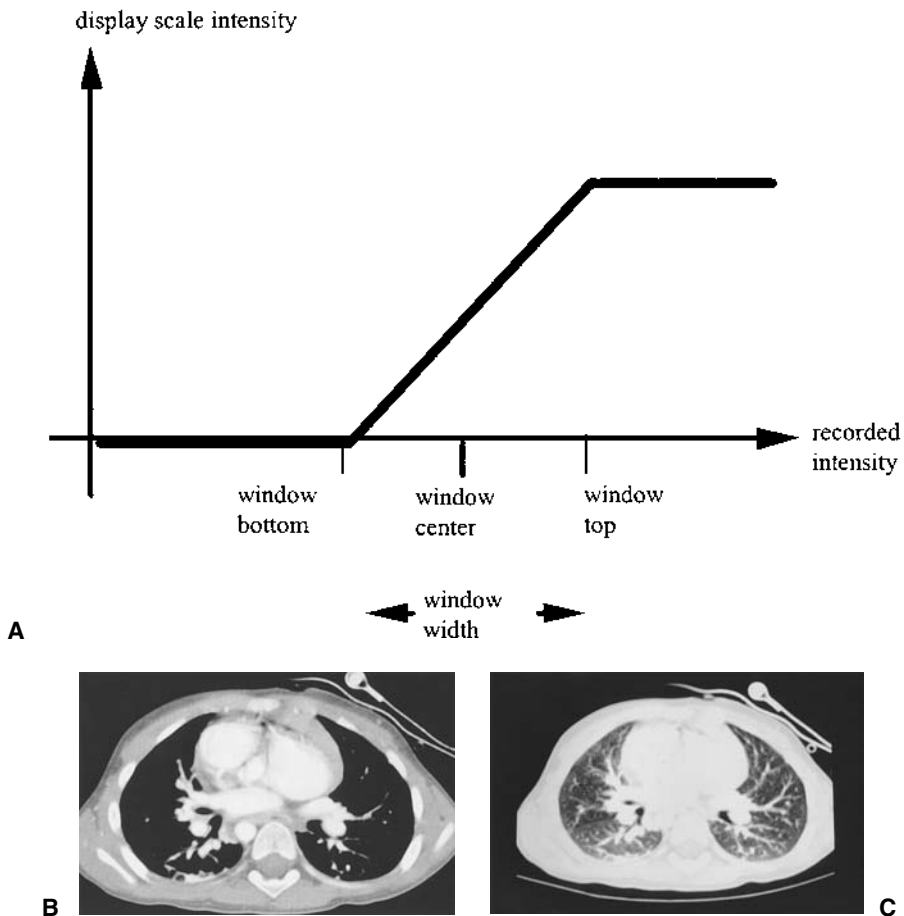 display scale intensity
recorded
intensity
window
bottom
window
center
window
top
window
width
A
B
C